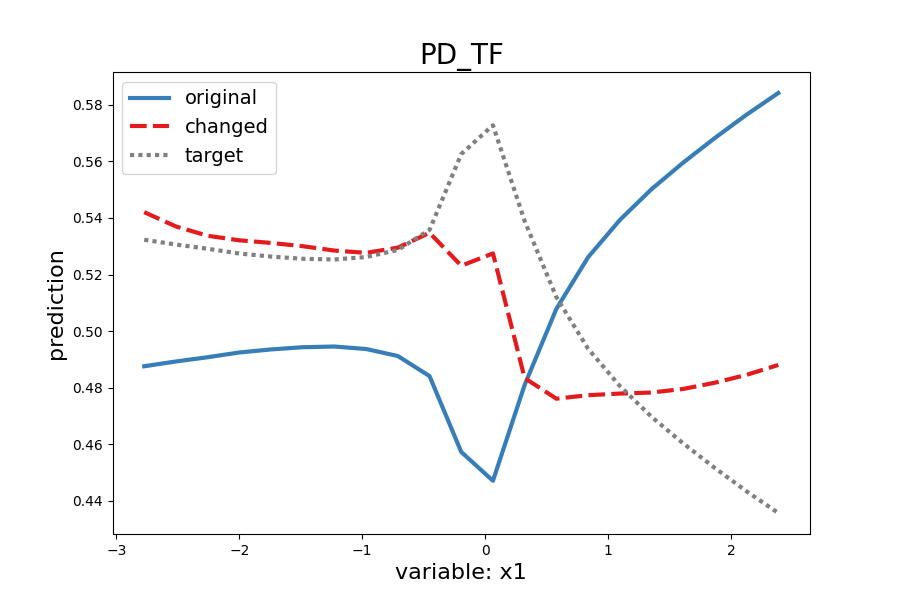 PD_TF
original
changed
target
prediction
0.58
0.56
0.54
0.52
0.50
0.48
0.46
0.44
−3
−2
−1
0
1
2
variable: x1